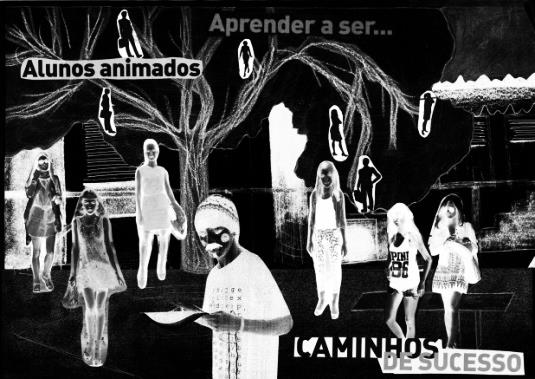 Aprender a ser...
Alunos animados
CAMINHOS
DE SUCESSO